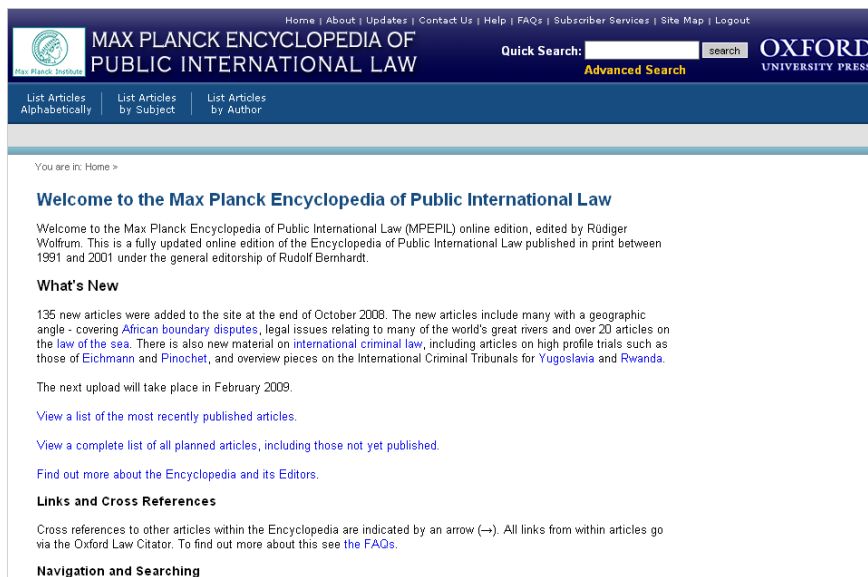 Home | About | Updates | Contact Us | Help | FAQs | Subscriber Services | Site Map | Logout
MAX PLANCK ENCYCLOPEDIA OF
PUBLIC INTERNATIONAL LAW
Max Planck Institute
Quick Search:
search
Advanced Search
OXFORD
UNIVERSITY PRESS
List Articles
Alphabetically
List Articles
by Subject
List Articles
by Author
You are in: Home »
Welcome to the Max Planck Encyclopedia of Public International Law
Welcome to the Max Planck Encyclopedia of Public International Law (MPEPIL) online edition, edited by Rüdiger
Wolfrum. This is a fully updated online edition of the Encyclopedia of Public International Law published in print between
1991 and 2001 under the general editorship of Rudolf Bernhardt.
What's New
135 new articles were added to the site at the end of October 2008. The new articles include many with a geographic
angle - covering African boundary disputes, legal issues relating to many of the world's great rivers and over 20 articles on
the law of the sea. There is also new material on international criminal law, including articles on high profile trials such as
those of Eichmann and Pinochet, and overview pieces on the International Criminal Tribunals for Yugoslavia and Rwanda.
The next upload will take place in February 2009.
View a list of the most recently published articles.
View a complete list of all planned articles, including those not yet published.
Find out more about the Encyclopedia and its Editors.
Links and Cross References
Cross references to other articles within the Encyclopedia are indicated by an arrow (→). All links from within articles go
via the Oxford Law Citator. To find out more about this see the FAQs.
Navigation and Searching